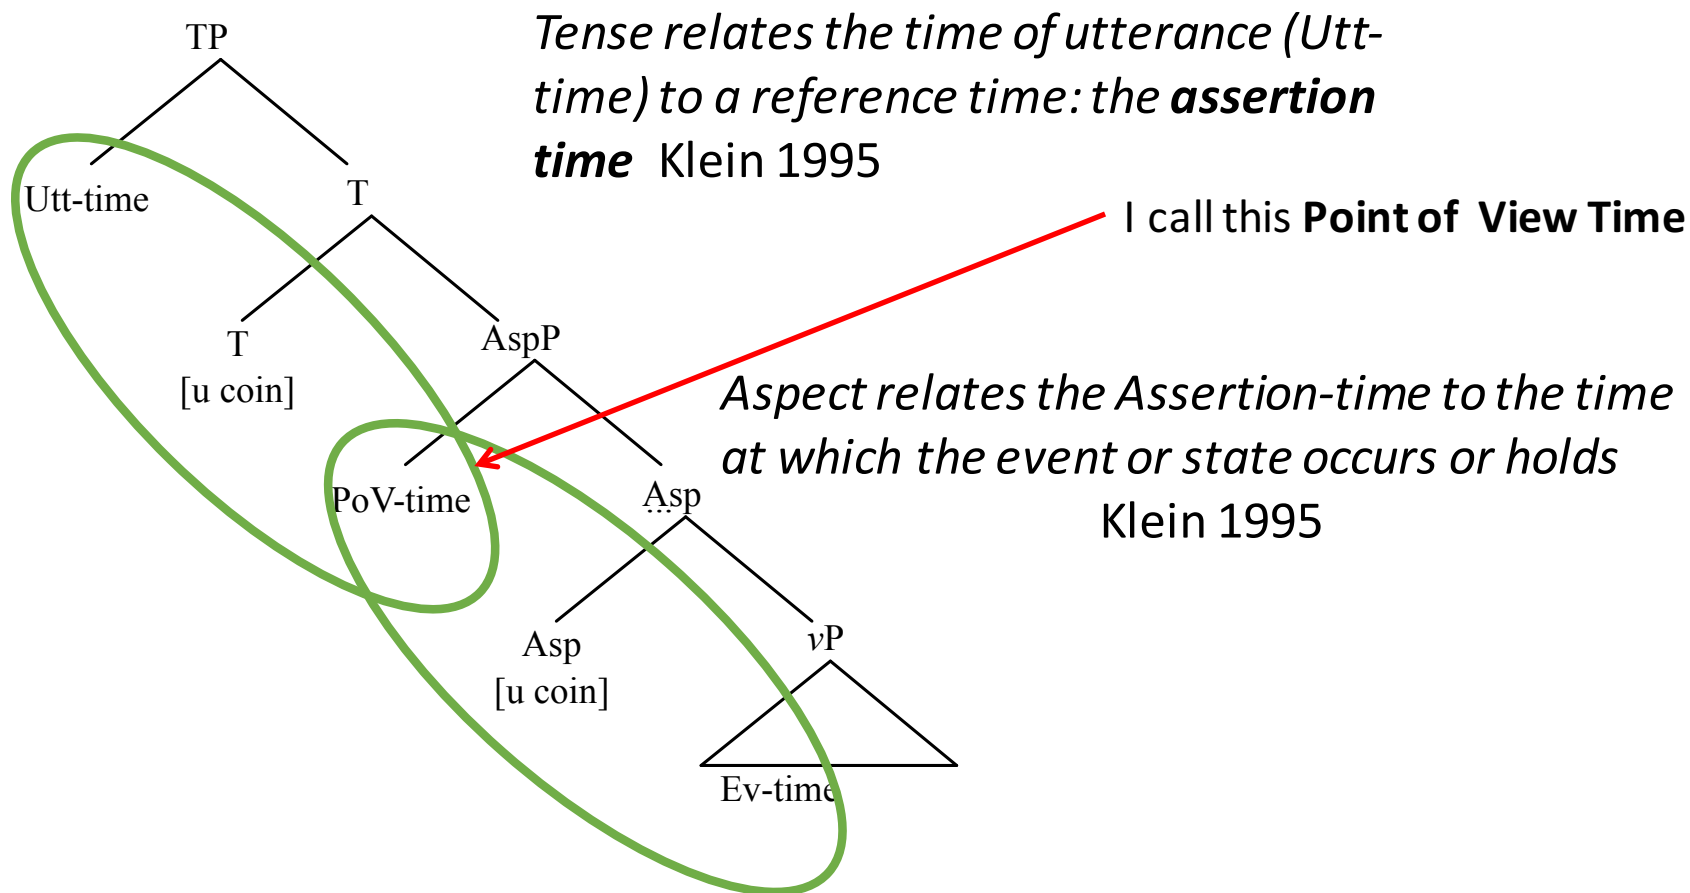 TP
Tense relates the time of utterance (Utt-
time) to a reference time: the assertion
time Klein 1995
Utt-time
T
I call this Point of View Time
T
[u coin]
AspP
Aspect relates the Assertion-time to the time
at which the event or state occurs or holds
Klein 1995
PoV-time
Asp
...
Asp
[u coin]
vP
Ev-time